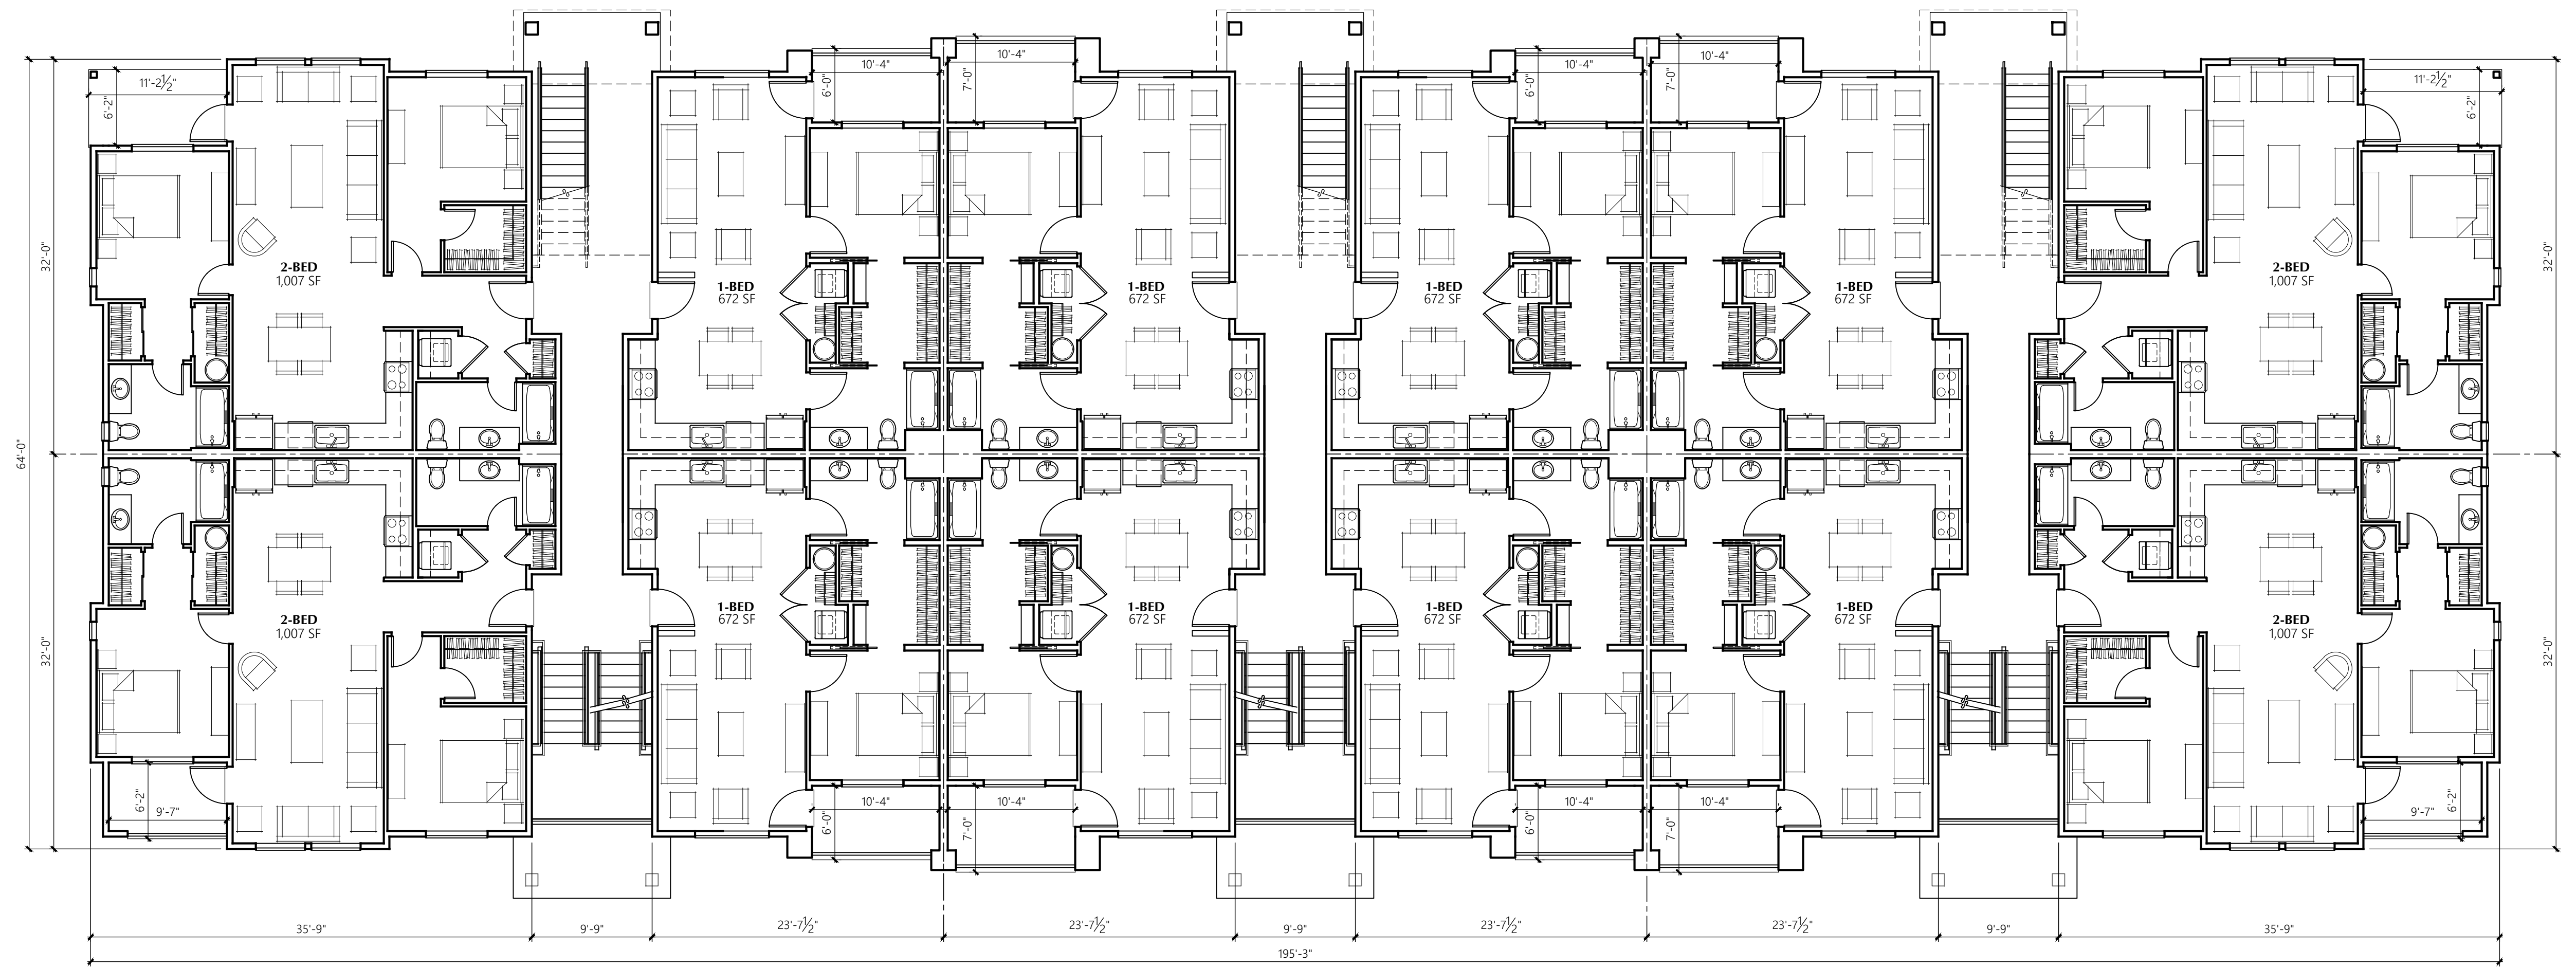 10'-4"
10'-4"
10'-4"
10'-4"
11'-2½"
6'-2"
6'-0"
7'-0"
6'-0"
7'-0"
11'-2½"
6'-2"
32'-0"
32'-0"
2-BED
1,007 SF
1-BED
672 SF
1-BED
672 SF
1-BED
672 SF
1-BED
672 SF
2-BED
1,007 SF
64'-0"
2-BED
1,007 SF
1-BED
672 SF
1-BED
672 SF
1-BED
672 SF
1-BED
672 SF
2-BED
1,007 SF
32'-0"
32'-0"
6'-2"
9'-7"
10'-4"
6'-0"
10'-4"
7'-0"
10'-4"
6'-0"
10'-4"
7'-0"
9'-7"
6'-2"
35'-9"
9'-9"
23'-7½"
23'-7½"
9'-9"
23'-7½"
23'-7½"
9'-9"
35'-9"
195'-3"